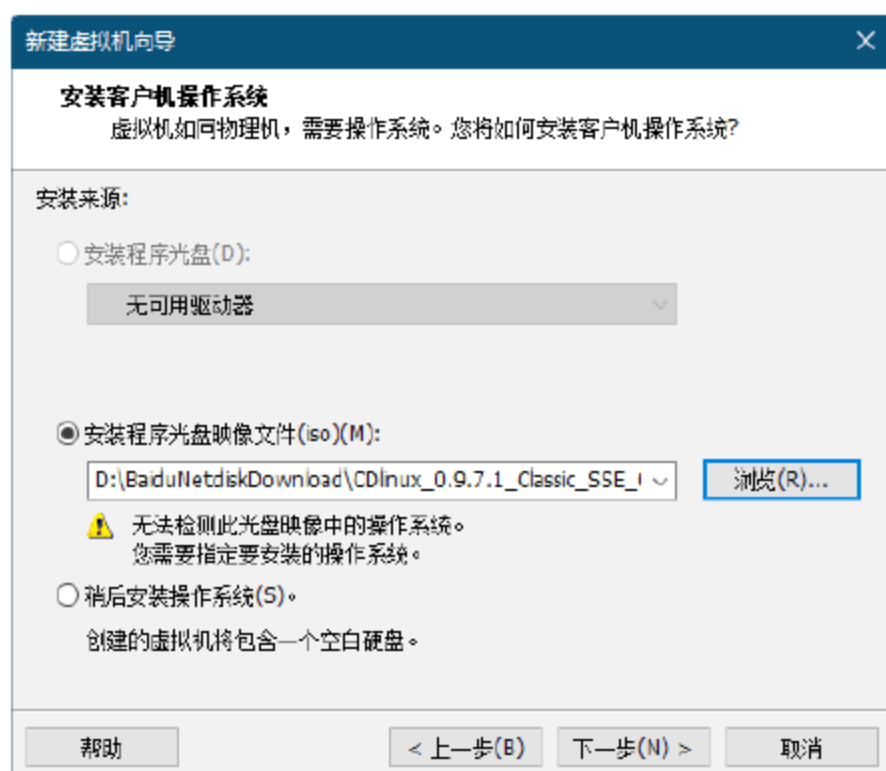 新建虚拟机向导
安装客户机操作系统
虚拟机如同物理机，需要操作系统。您将如何安装客户机操作系统?
安装来源:
安装程序光盘(D):
无可用驱动器
安装程序光盘映像文件(iso)(M):
D:\BaiduNetdiskDownload\CDlinux_0.9.7.1_Classic_SSE_
浏览(R)...
无法检测此光盘映像中的操作系统。
您需要指定要安装的操作系统。
稍后安装操作系统(S)。
创建的虚拟机将包含一个空白硬盘。
帮助
< 上一步(B)
下一步(N) >
取消